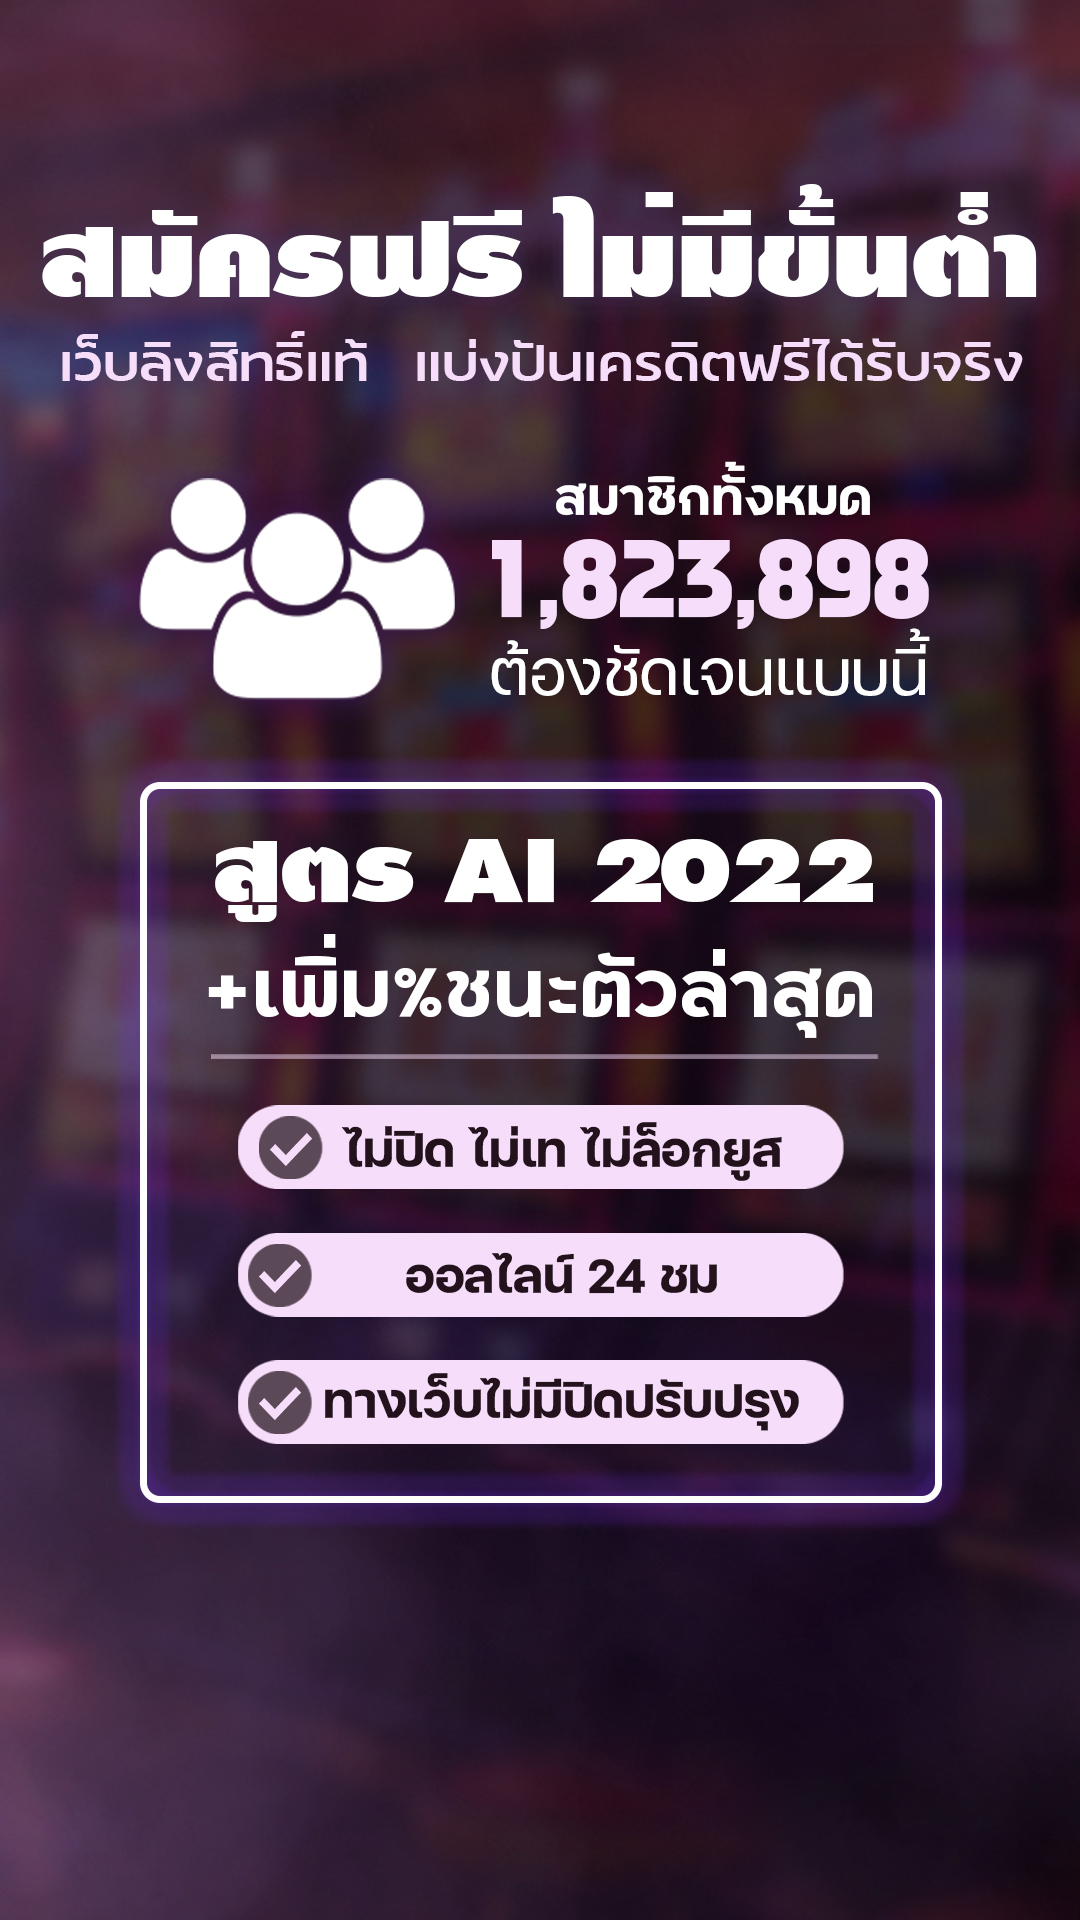 สมัครฟรี ไม่มีขั้นต่ำ
เว็บลิงสิทธิ์แท้ แบ่งปันเครดิตฟรีได้รับจริง
สมาชิกทั้งหมด
1,823,898
ต้องชัดเจนแบบนี้
สูตร AI 2022
+เพิ่ม%ชนะตัวล่าสุด
ไม่ปิด ไม่เท ไม่ล็อกยูส
ออลไลน์ 24 ชม
ทางเว็บไม่มีปิดปรับปรุง